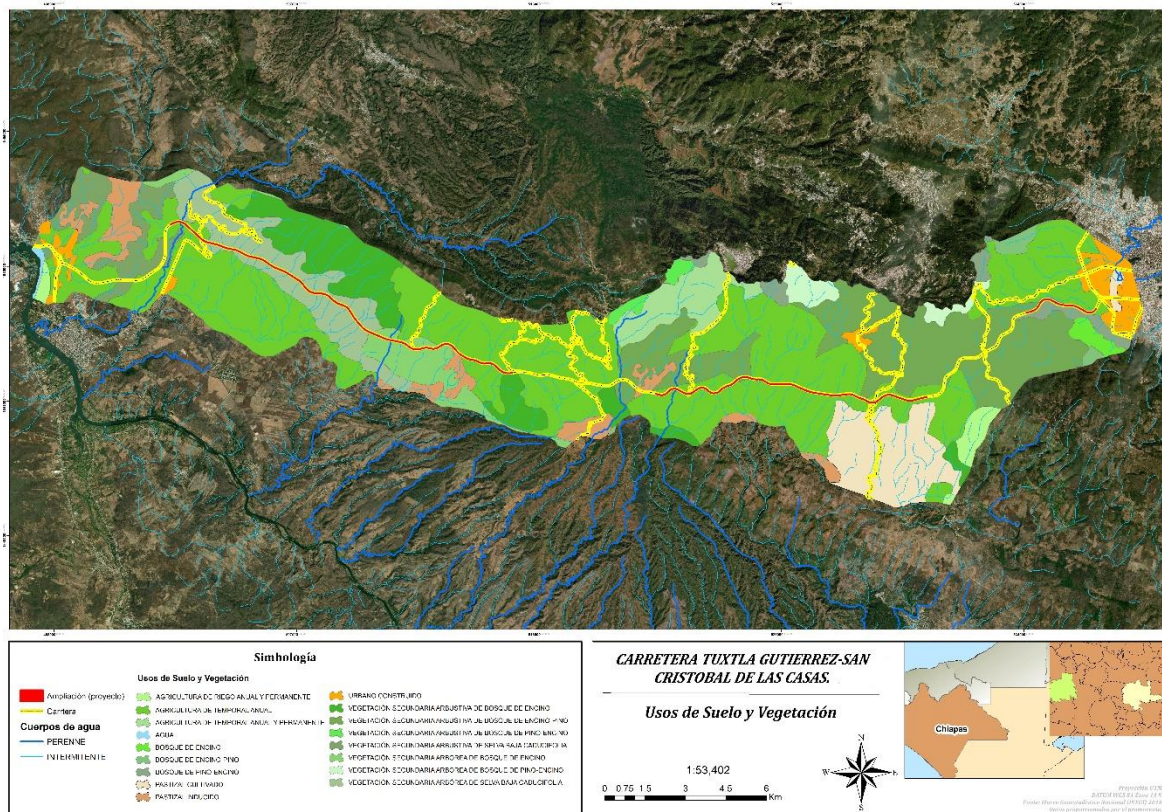 Simbología
Usos de Suelo y Vegetación
Ampliación (proyecto)
Carrtera
Cuerpos de agua
PERENNE
INTERMITENTE
AGRICULTURA DE RIEGO ANUAL Y PERMANENTE
AGRICULTURA DE TEMPORAL ANUAL
AGRICULTURA DE TEMPORAL ANUAL Y PERMANENTE
AGUA
BOSQUE DE ENCINO
BOSQUE DE ENCINO PINO
BOSQUE DE PINO ENCINO
PASTIZAL CULTIVADO
PASTIZAL INDUCIDO
URBANO CONSTRUIDO
VEGETACIÓN SECUNDARIA ARBUSTIVA DE BOSQUE DE ENCINO
VEGETACIÓN SECUNDARIA ARBUSTIVA DE BOSQUE DE ENCINO PINO
VEGETACIÓN SECUNDARIA ARBUSTIVA DE BOSQUE DE PINO ENCINO
VEGETACIÓN SECUNDARIA ARBUSTIVA DE SELVA BAJA CADUCIFOLIA
VEGETACIÓN SECUNDARIA ARBOREA DE BOSQUE DE ENCINO
VEGETACIÓN SECUNDARIA ARBOREA DE BOSQUE DE PINO-ENCINO
VEGETACIÓN SECUNDARIA ARBOREA DE SELVA BAJA CADUCIFOLIA
CARRETERA TUXTLA GUTIERREZ-SAN
CRISTOBAL DE LAS CASAS.
Usos de Suelo y Vegetación
1:53,402
0 0.75 1.5 3 4.5 6
Km
N
W E
S
Chiapas